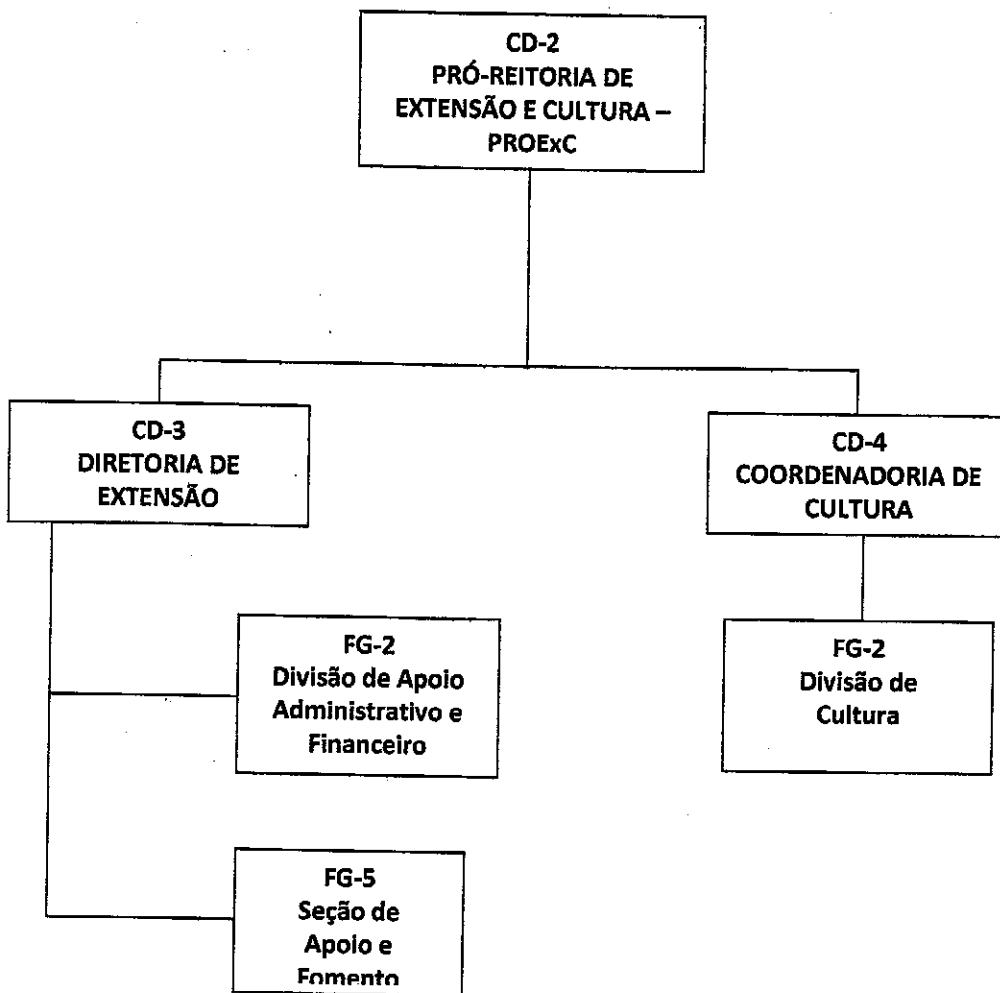 CD-2
PRÓ-REITORIA DE
EXTENSÃO E CULTURA –
PROExC
CD-3
DIRETORIA DE
EXTENSÃO
CD-4
COORDENADORIA DE
CULTURA
FG-2
Divisão de Apoio
Administrativo e
Financeiro
FG-2
Divisão de
Cultura
FG-5
Seção de
Apoio e
Fomento